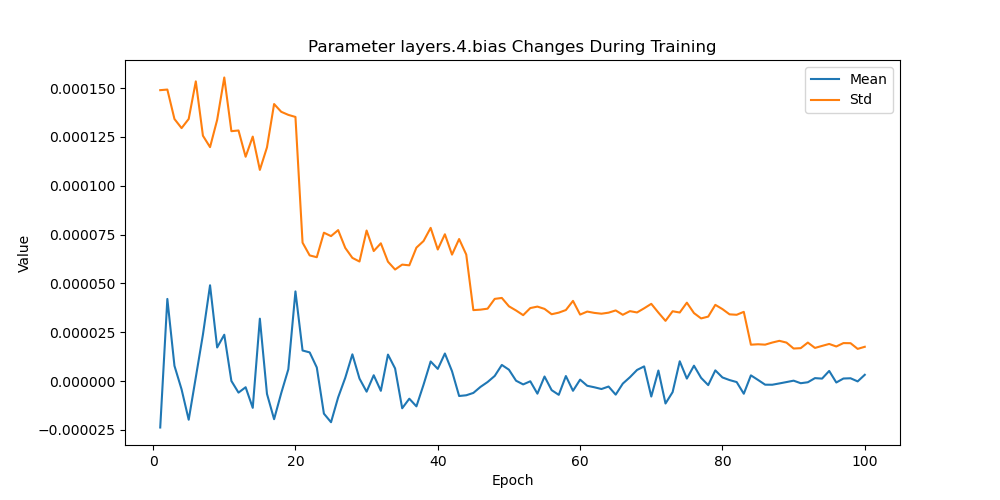 Parameter layers.4.bias Changes During Training
Mean
Std
Value
0.000150
0.000125
0.000100
0.000075
0.000050
0.000025
0.000000
−0.000025
0 20 40 60 80 100
Epoch